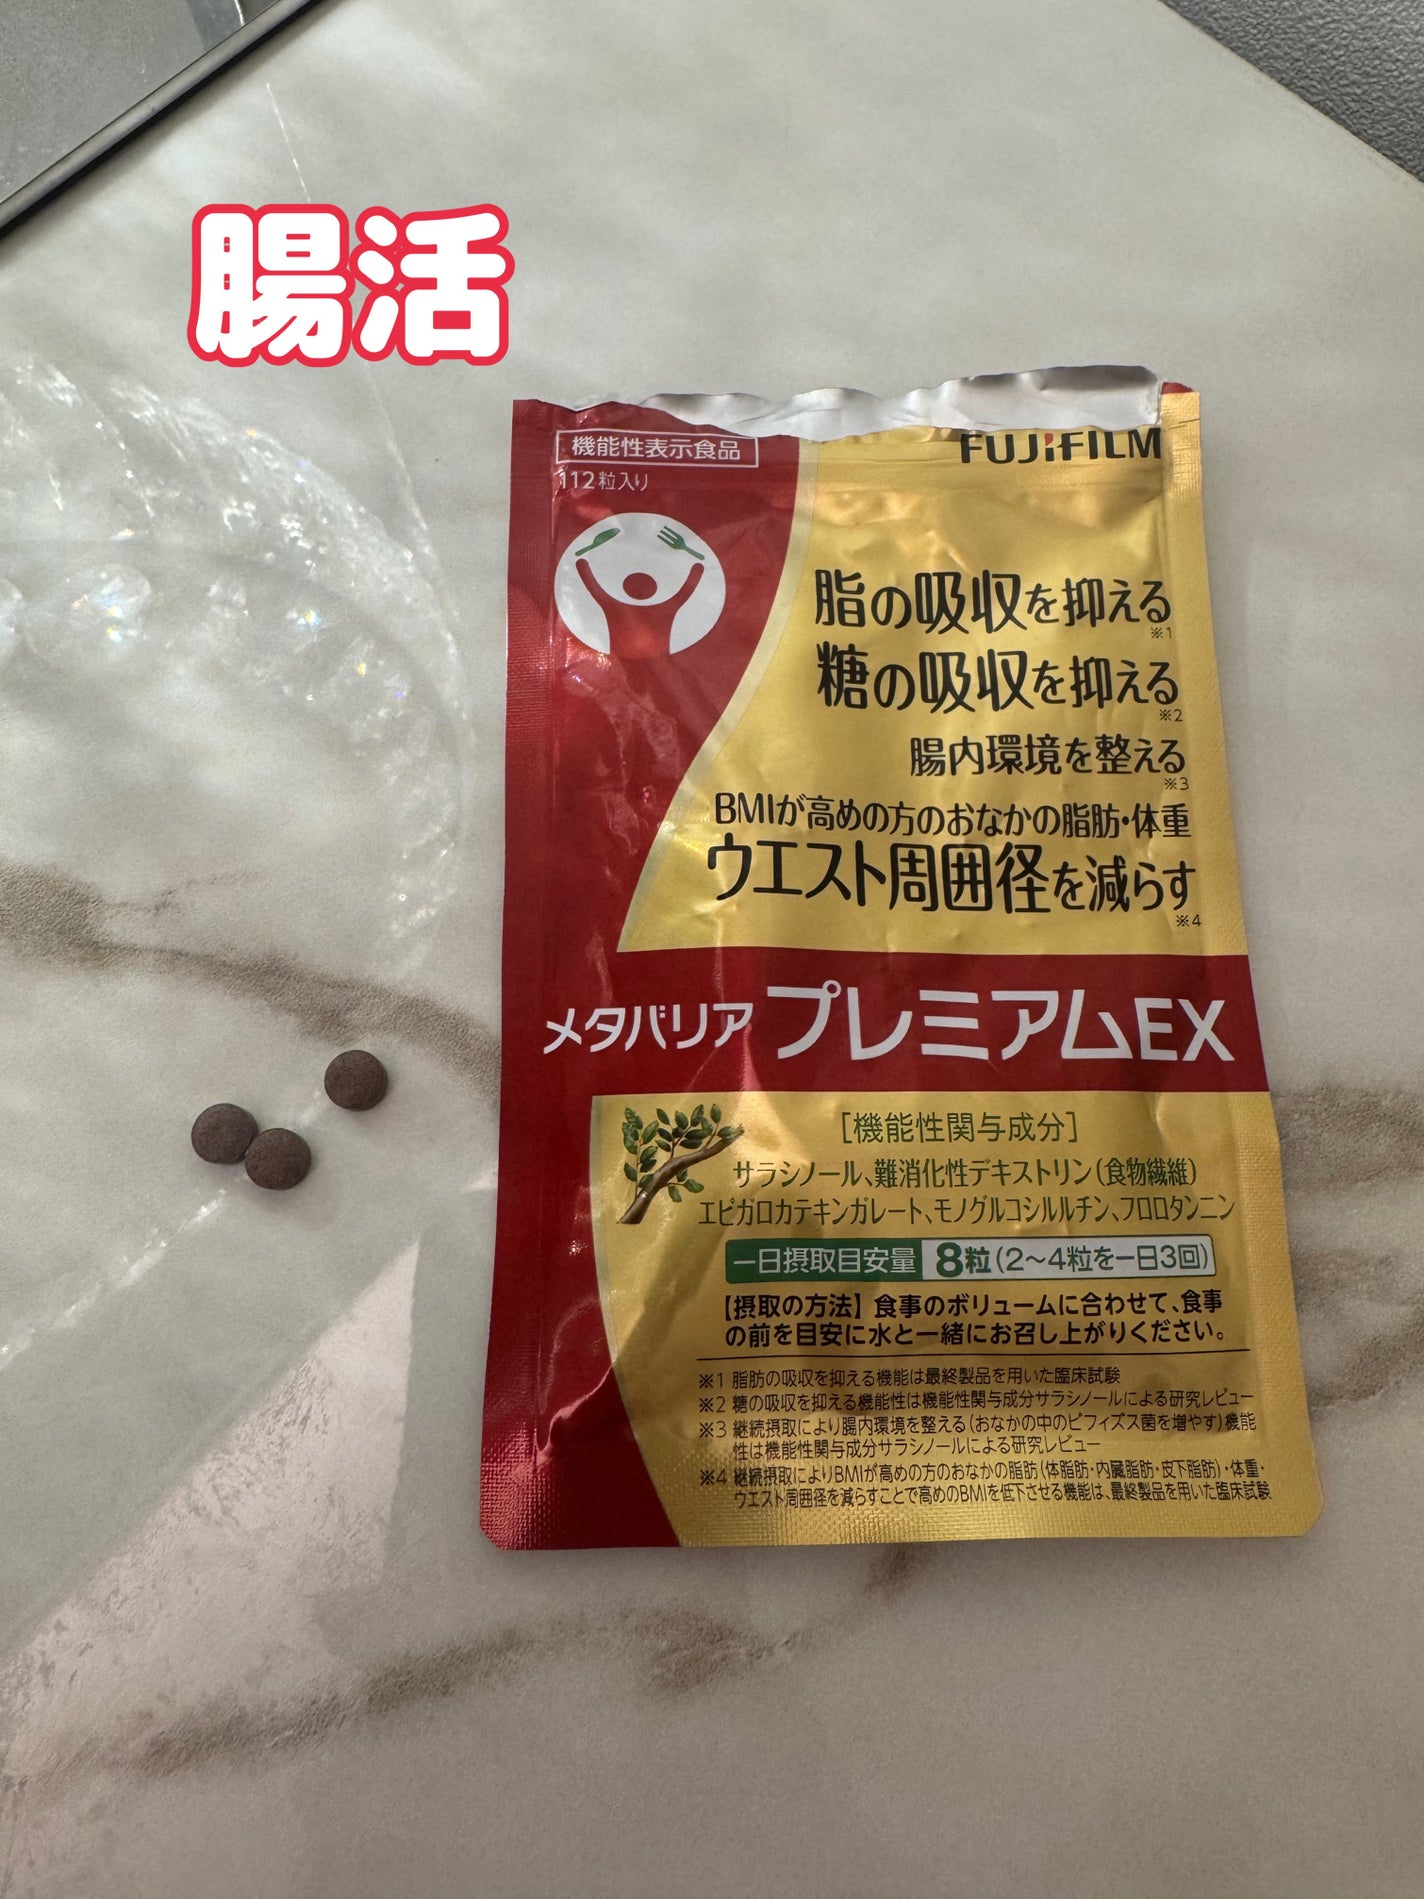 腸活
機能性表示食品
112粒入り
FUJIFILM
脂の吸収を抑える
※1
糖の吸収を抑える
※2
腸内環境を整える
※3
BMIが高めの方のおなかの脂肪・体重
ウエスト周囲径を減らす
※4
メタバリア プレミアムEX
［機能性関与成分］
サラシノール、難消化性デキストリン（食物繊維）
エピガロカテキンガレート、モノグルコシルルチン、フロロタンニン
一日摂取目安量 8粒（2〜4粒を一日3回）
【摂取の方法】食事のボリュームに合わせて、食事
の前を目安に水と一緒にお召し上がりください。
※1 脂肪の吸収を抑える機能は最終製品を用いた臨床試験
※2 糖の吸収を抑える機能性は機能性関与成分サラシノールによる研究レビュー
※3 継続摂取により腸内環境を整える（おなかの中のビフィズス菌を増やす）機能
性は機能性関与成分サラシノールによる研究レビュー
※4 継続摂取によりBMIが高めの方のおなかの脂肪（体脂肪・内臓脂肪・皮下脂肪）・体重・
ウエスト周囲径を減らすことで高めのBMIを低下させる機能は、最終製品を用いた臨床試験